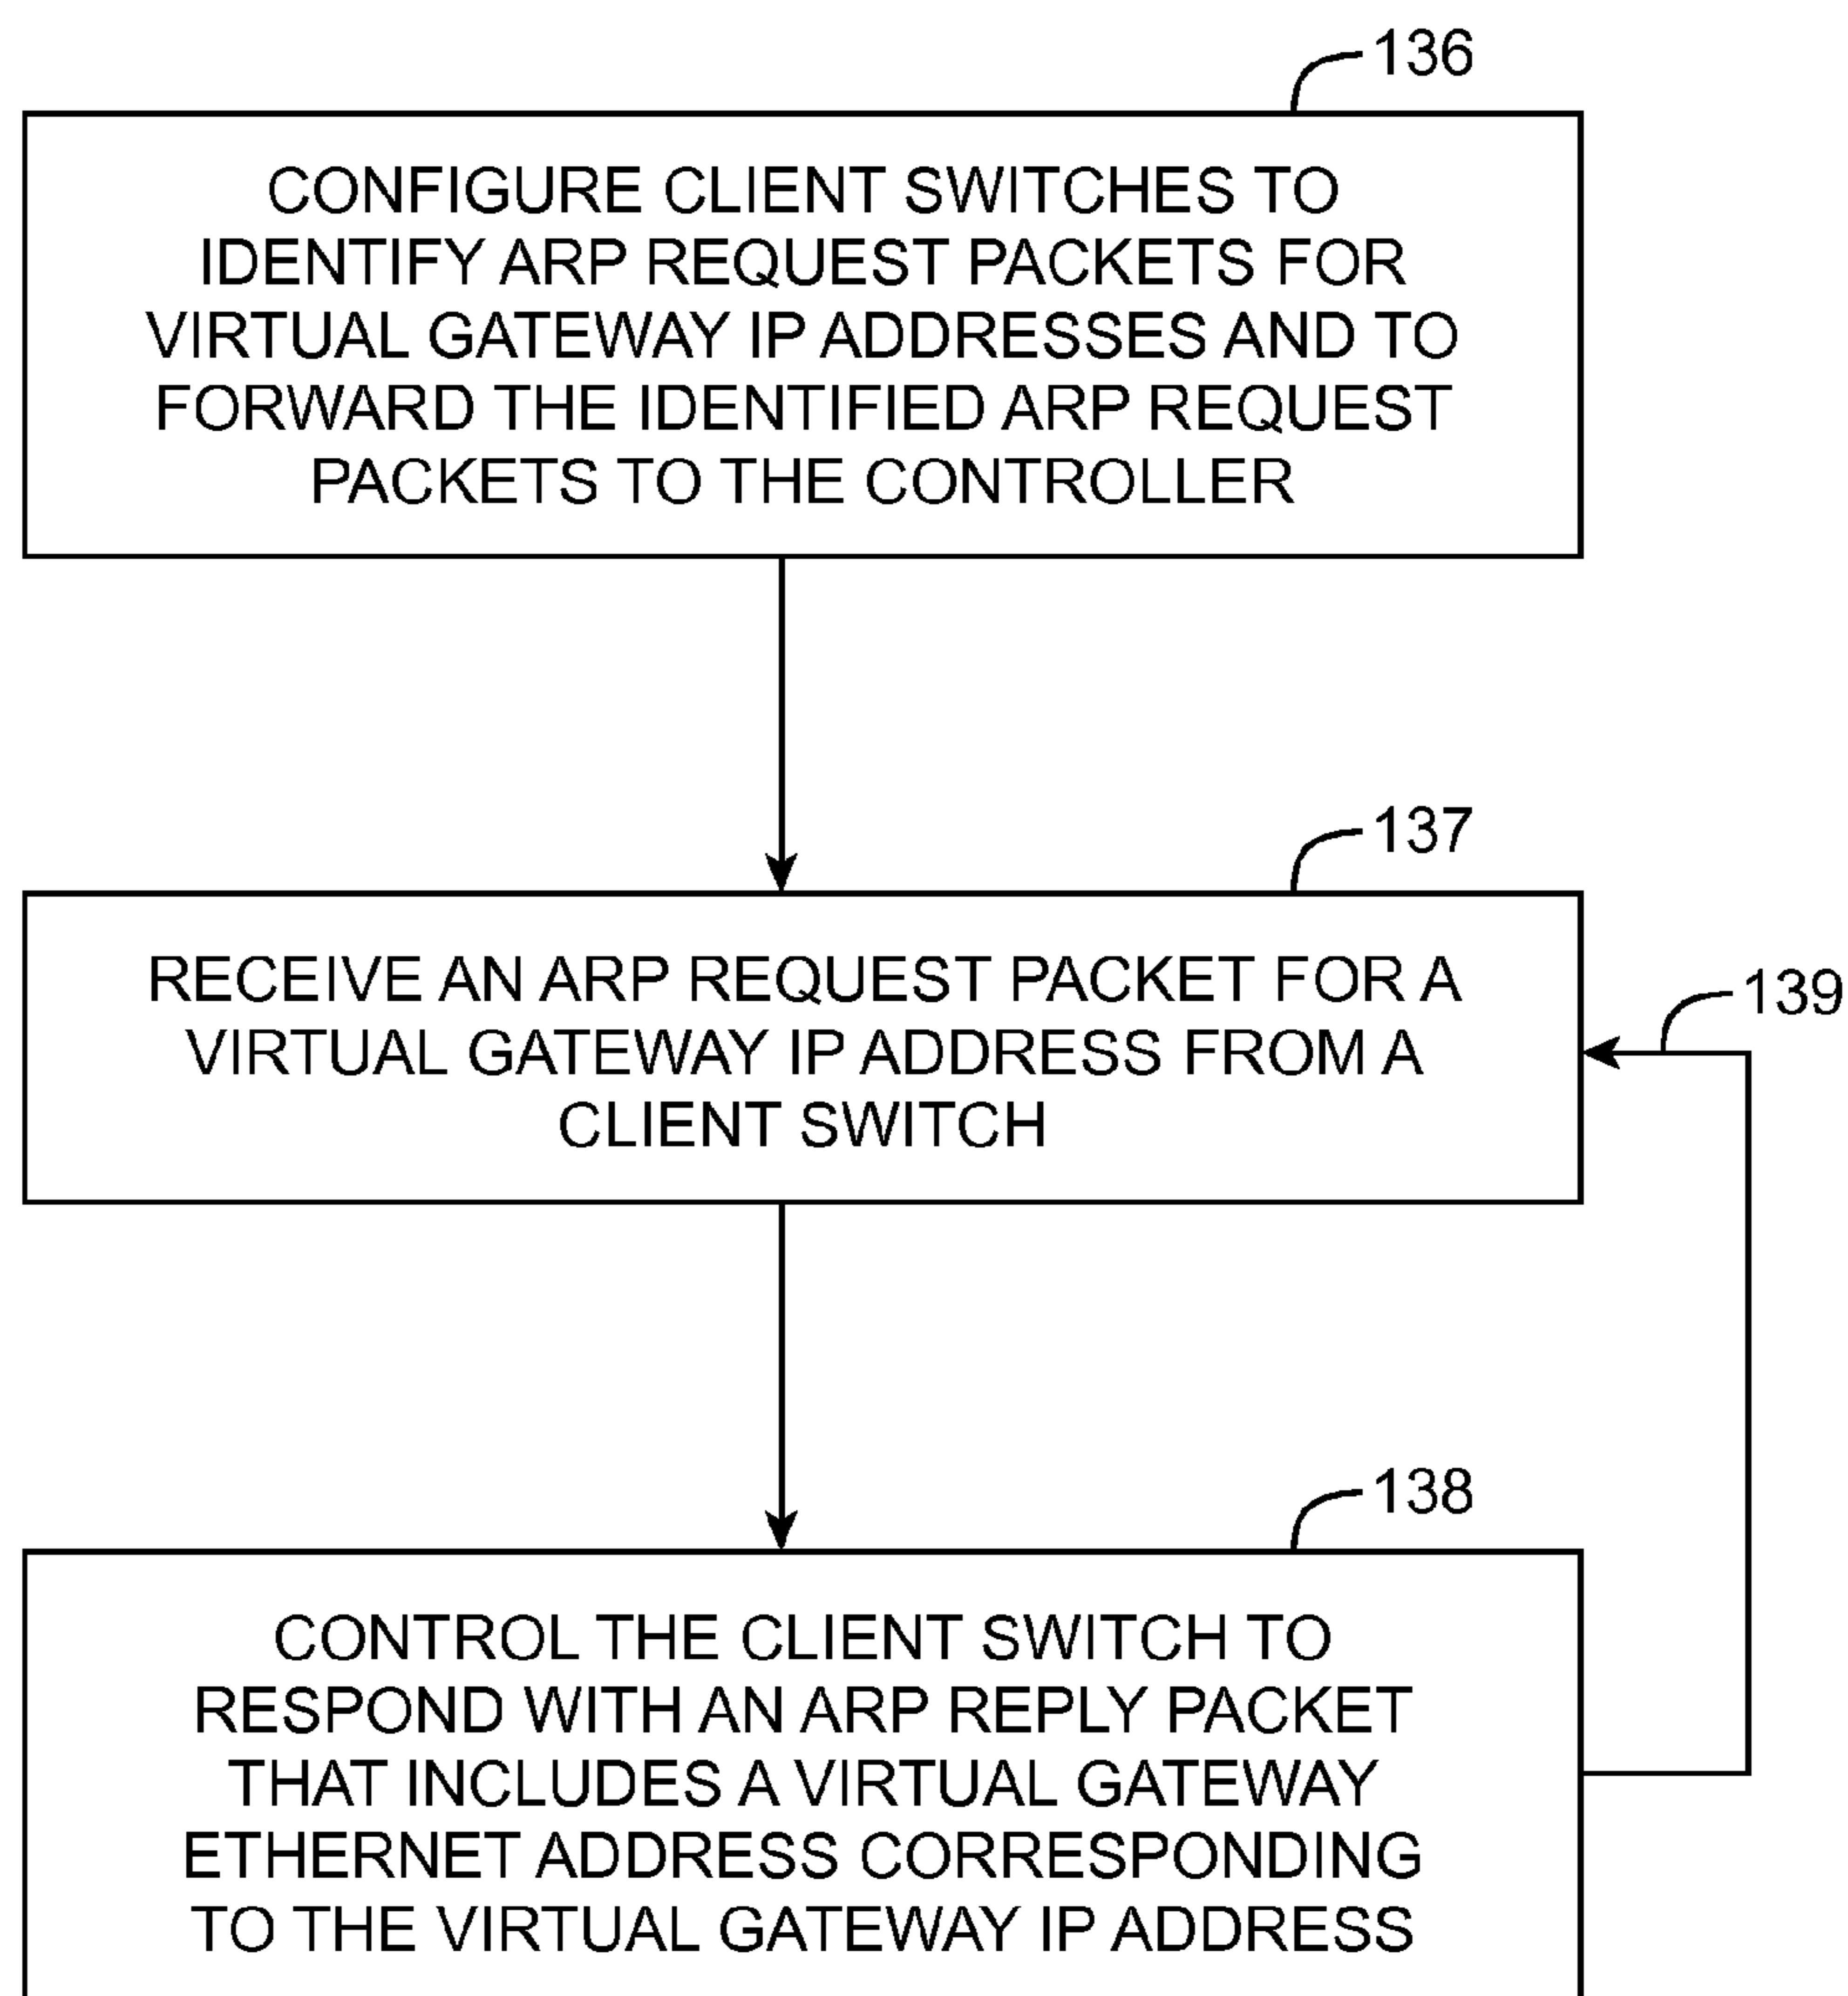 136
CONFIGURE CLIENT SWITCHES TO
IDENTIFY ARP REQUEST PACKETS FOR
VIRTUAL GATEWAY IP ADDRESSES AND TO
FORWARD THE IDENTIFIED ARP REQUEST
PACKETS TO THE CONTROLLER
137
RECEIVE AN ARP REQUEST PACKET FOR A
VIRTUAL GATEWAY IP ADDRESS FROM A
CLIENT SWITCH
139
138
CONTROL THE CLIENT SWITCH TO
RESPOND WITH AN ARP REPLY PACKET
THAT INCLUDES A VIRTUAL GATEWAY
ETHERNET ADDRESS CORRESPONDING
TO THE VIRTUAL GATEWAY IP ADDRESS